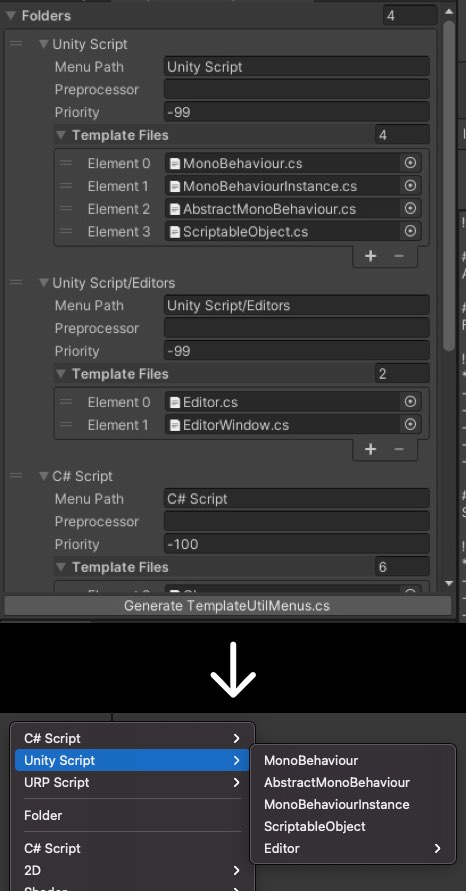 Folders 4
Unity Script
Menu Path Unity Script
Preprocessor
Priority -99
Template Files 4
Element 0 MonoBehaviour.cs
Element 1 MonoBehaviourInstance.cs
Element 2 AbstractMonoBehaviour.cs
Element 3 ScriptableObject.cs
+ −
Unity Script/Editors
Menu Path Unity Script/Editors
Preprocessor
Priority -99
Template Files 2
Element 0 Editor.cs
Element 1 EditorWindow.cs
+ −
C# Script
Menu Path C# Script
Preprocessor
Priority -100
Template Files 6
Generate TemplateUtilMenus.cs
C# Script
Unity Script
URP Script
Folder
C# Script
2D
MonoBehaviour
AbstractMonoBehaviour
MonoBehaviourInstance
ScriptableObject
Editor